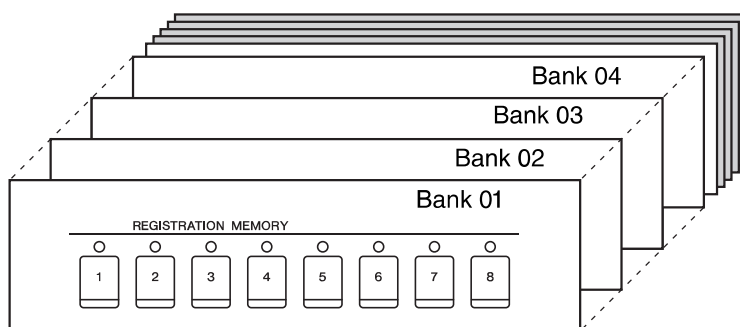 Bank 04
Bank 03
Bank 02
Bank 01
REGISTRATION MEMORY
1 2 3 4 5 6 7 8